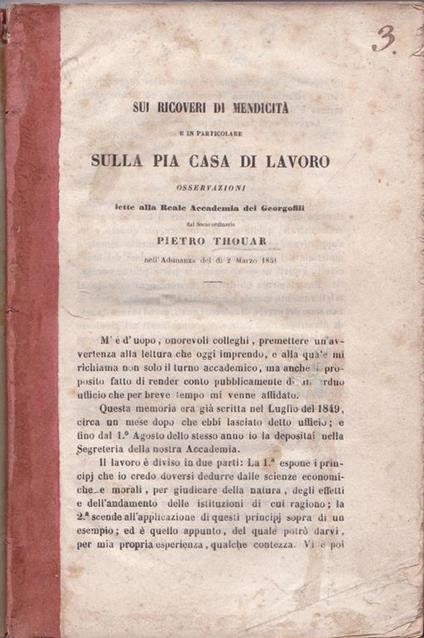 3.
SUI RICOVERI DI MENDICITÀ
E IN PARTICOLARE
SULLA PIA CASA DI LAVORO
OSSERVAZIONI
lette alla Reale Accademia dei Georgofili
dal Socio ordinario
PIETRO THOUAR
nell'Adunanza del dì 2 Marzo 1851
M' è d'uopo, onorevoli colleghi, premettere un'av-
vertenza alla lettura che oggi imprendo, e alla quale mi
richiama non solo il turno accademico, ma anche il pro-
posito fatto di render conto pubblicamente di arduo
ufficio che per breve tempo mi venne affidato.
Questa memoria era già scritta nel Luglio del 1849,
circa un mese dopo che ebbi lasciato detto ufficio; e
fino dal 1.º Agosto dello stesso anno io la depositai nella
Segreteria della nostra Accademia.
Il lavoro è diviso in due parti: La 1.ª espone i prin-
cipj che io credo doversi dedurre dalle scienze economi-
che e morali, per giudicare della natura, degli effetti
e dell'andamento delle istituzioni di cui ragiono; la
2.ª scende all'applicazione di questi principj sopra di un
esempio; ed è quello appunto, del quale potrò darvi,
per mia propria esperienza, qualche contezza. Vi è poi